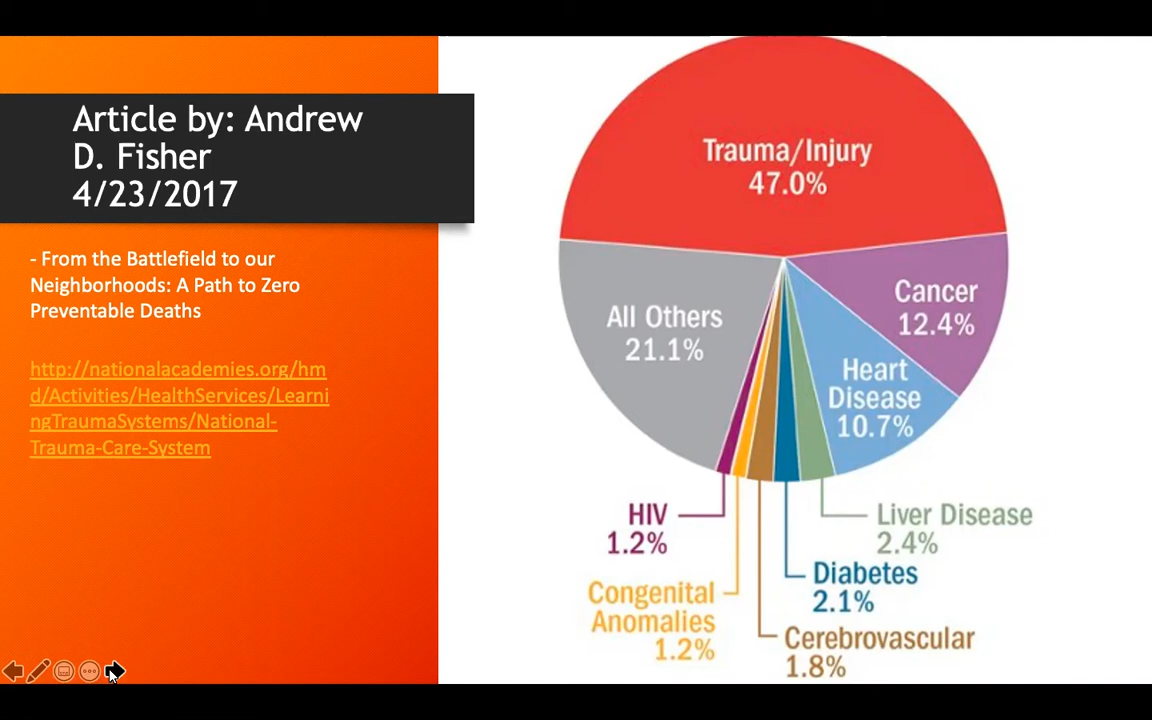 Article by: Andrew
D. Fisher
4/23/2017
- From the Battlefield to our
Neighborhoods: A Path to Zero
Preventable Deaths
http://nationalacademies.org/hm
d/Activities/HealthServices/Learni
ngTraumaSystems/National-
Trauma-Care-System
Trauma/Injury
47.0%
Cancer
12.4%
All Others
21.1%
Heart
Disease
10.7%
HIV
1.2%
Liver Disease
2.4%
Diabetes
2.1%
Congenital
Anomalies
1.2%
Cerebrovascular
1.8%